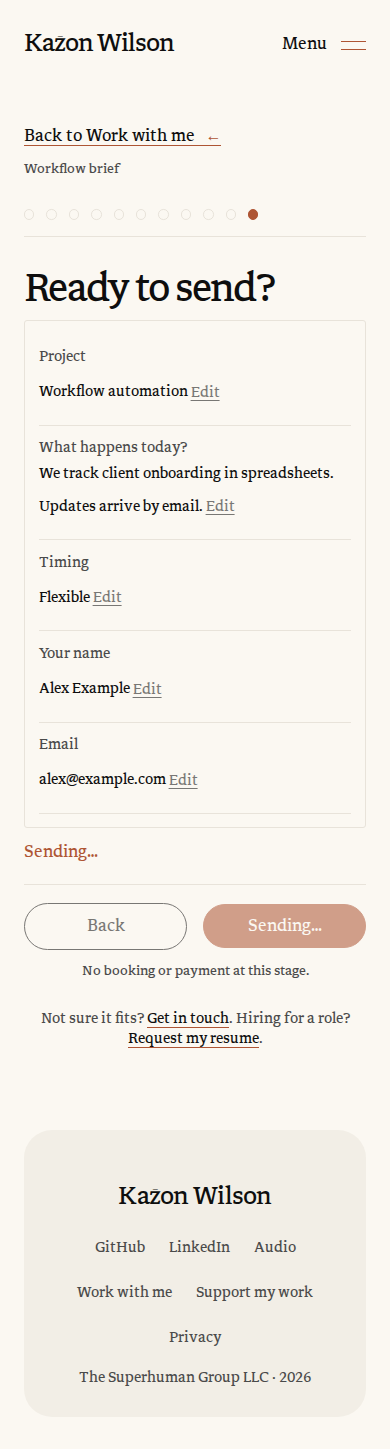 Kažon Wilson
Menu
Back to Work with me ←
Workflow brief
Ready to send?
Project
Workflow automation Edit
What happens today?
We track client onboarding in spreadsheets.
Updates arrive by email. Edit
Timing
Flexible Edit
Your name
Alex Example Edit
Email
alex@example.com Edit
Sending...
Back
Sending...
No booking or payment at this stage.
Not sure it fits? Get in touch. Hiring for a role?
Request my resume.
Kažon Wilson
GitHub LinkedIn Audio
Work with me Support my work
Privacy
The Superhuman Group LLC · 2026